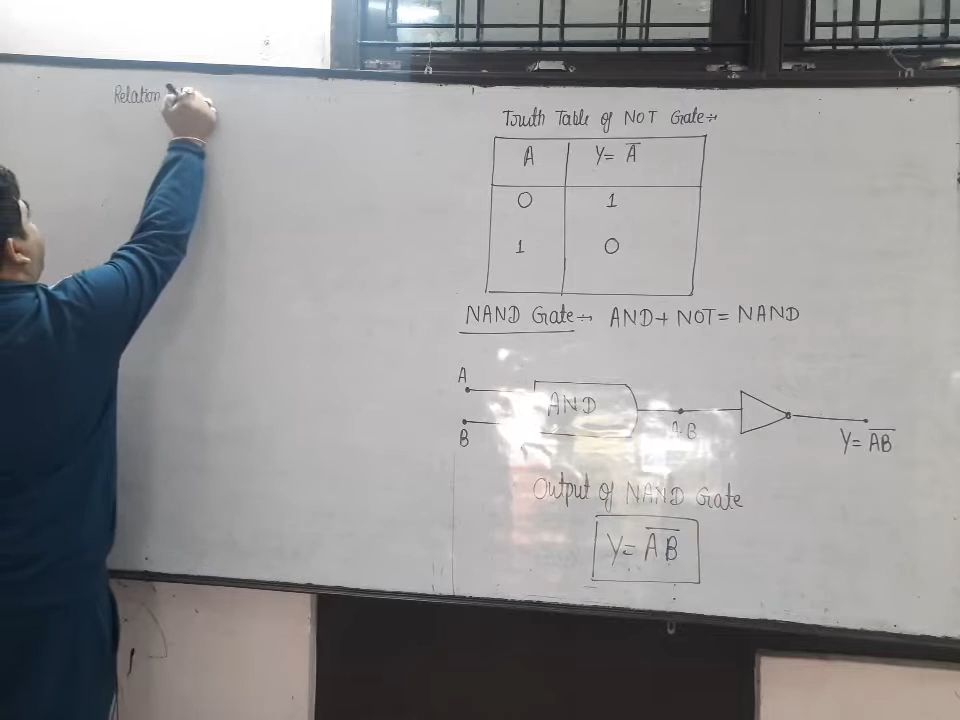 Relation
Truth Table of NOT Gate÷
A Y= A̅
0 1
1 0
NAND Gate÷ AND+ NOT= NAND
A
AND
B
A.B
Y= A̅B̅
Output of NAND Gate
Y= A̅ B̅